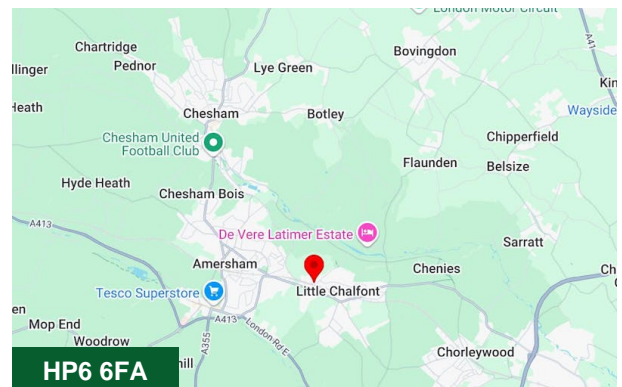 London Motor Circuit
A41
Chartridge
Bovingdon
Pednor
Lye Green
llinger
Kin
Heath
Wayside
Chesham
Botley
Chesham United
Football Club
Chipperfield
Flaunden
Belsize
Hyde Heath
Chesham Bois
A413
De Vere Latimer Estate
Sarratt
Amersham
Chenies
Ch
Tesco Superstore
Little Chalfont
en
Mop End
A413
London Rd E
Woodrow
A355
Chorleywood
hill
HP6 6FA